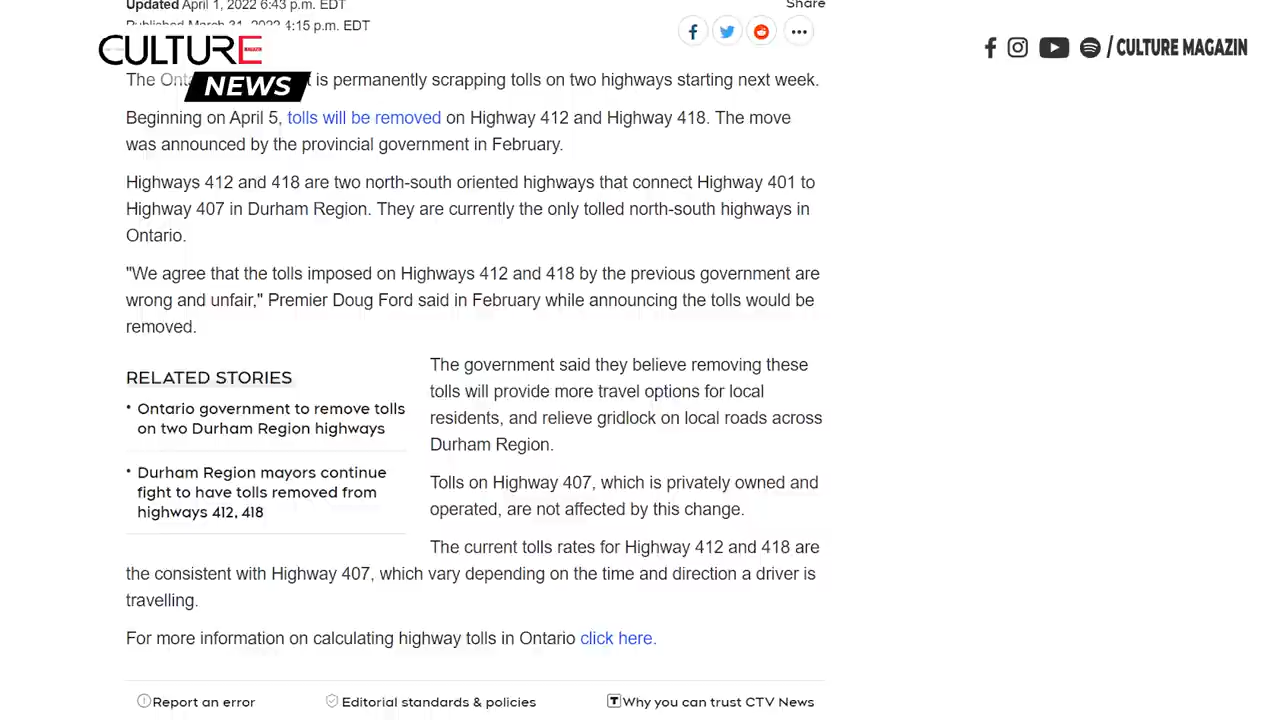 Updated April 1, 2022 6:43 p.m. EDT
Share
Published March 31, 2022 4:15 p.m. EDT
CULTURE
NEWS
/ CULTURE MAGAZIN
The is permanently scrapping tolls on two highways starting next week.
Beginning on April 5, tolls will be removed on Highway 412 and Highway 418. The move
was announced by the provincial government in February.
Highways 412 and 418 are two north-south oriented highways that connect Highway 401 to
Highway 407 in Durham Region. They are currently the only tolled north-south highways in
Ontario.
"We agree that the tolls imposed on Highways 412 and 418 by the previous government are
wrong and unfair," Premier Doug Ford said in February while announcing the tolls would be
removed.
RELATED STORIES
• Ontario government to remove tolls
on two Durham Region highways
• Durham Region mayors continue
fight to have tolls removed from
highways 412, 418
The government said they believe removing these
tolls will provide more travel options for local
residents, and relieve gridlock on local roads across
Durham Region.
Tolls on Highway 407, which is privately owned and
operated, are not affected by this change.
The current tolls rates for Highway 412 and 418 are
the consistent with Highway 407, which vary depending on the time and direction a driver is
travelling.
For more information on calculating highway tolls in Ontario click here.
Report an error
Editorial standards & policies
T Why you can trust CTV News